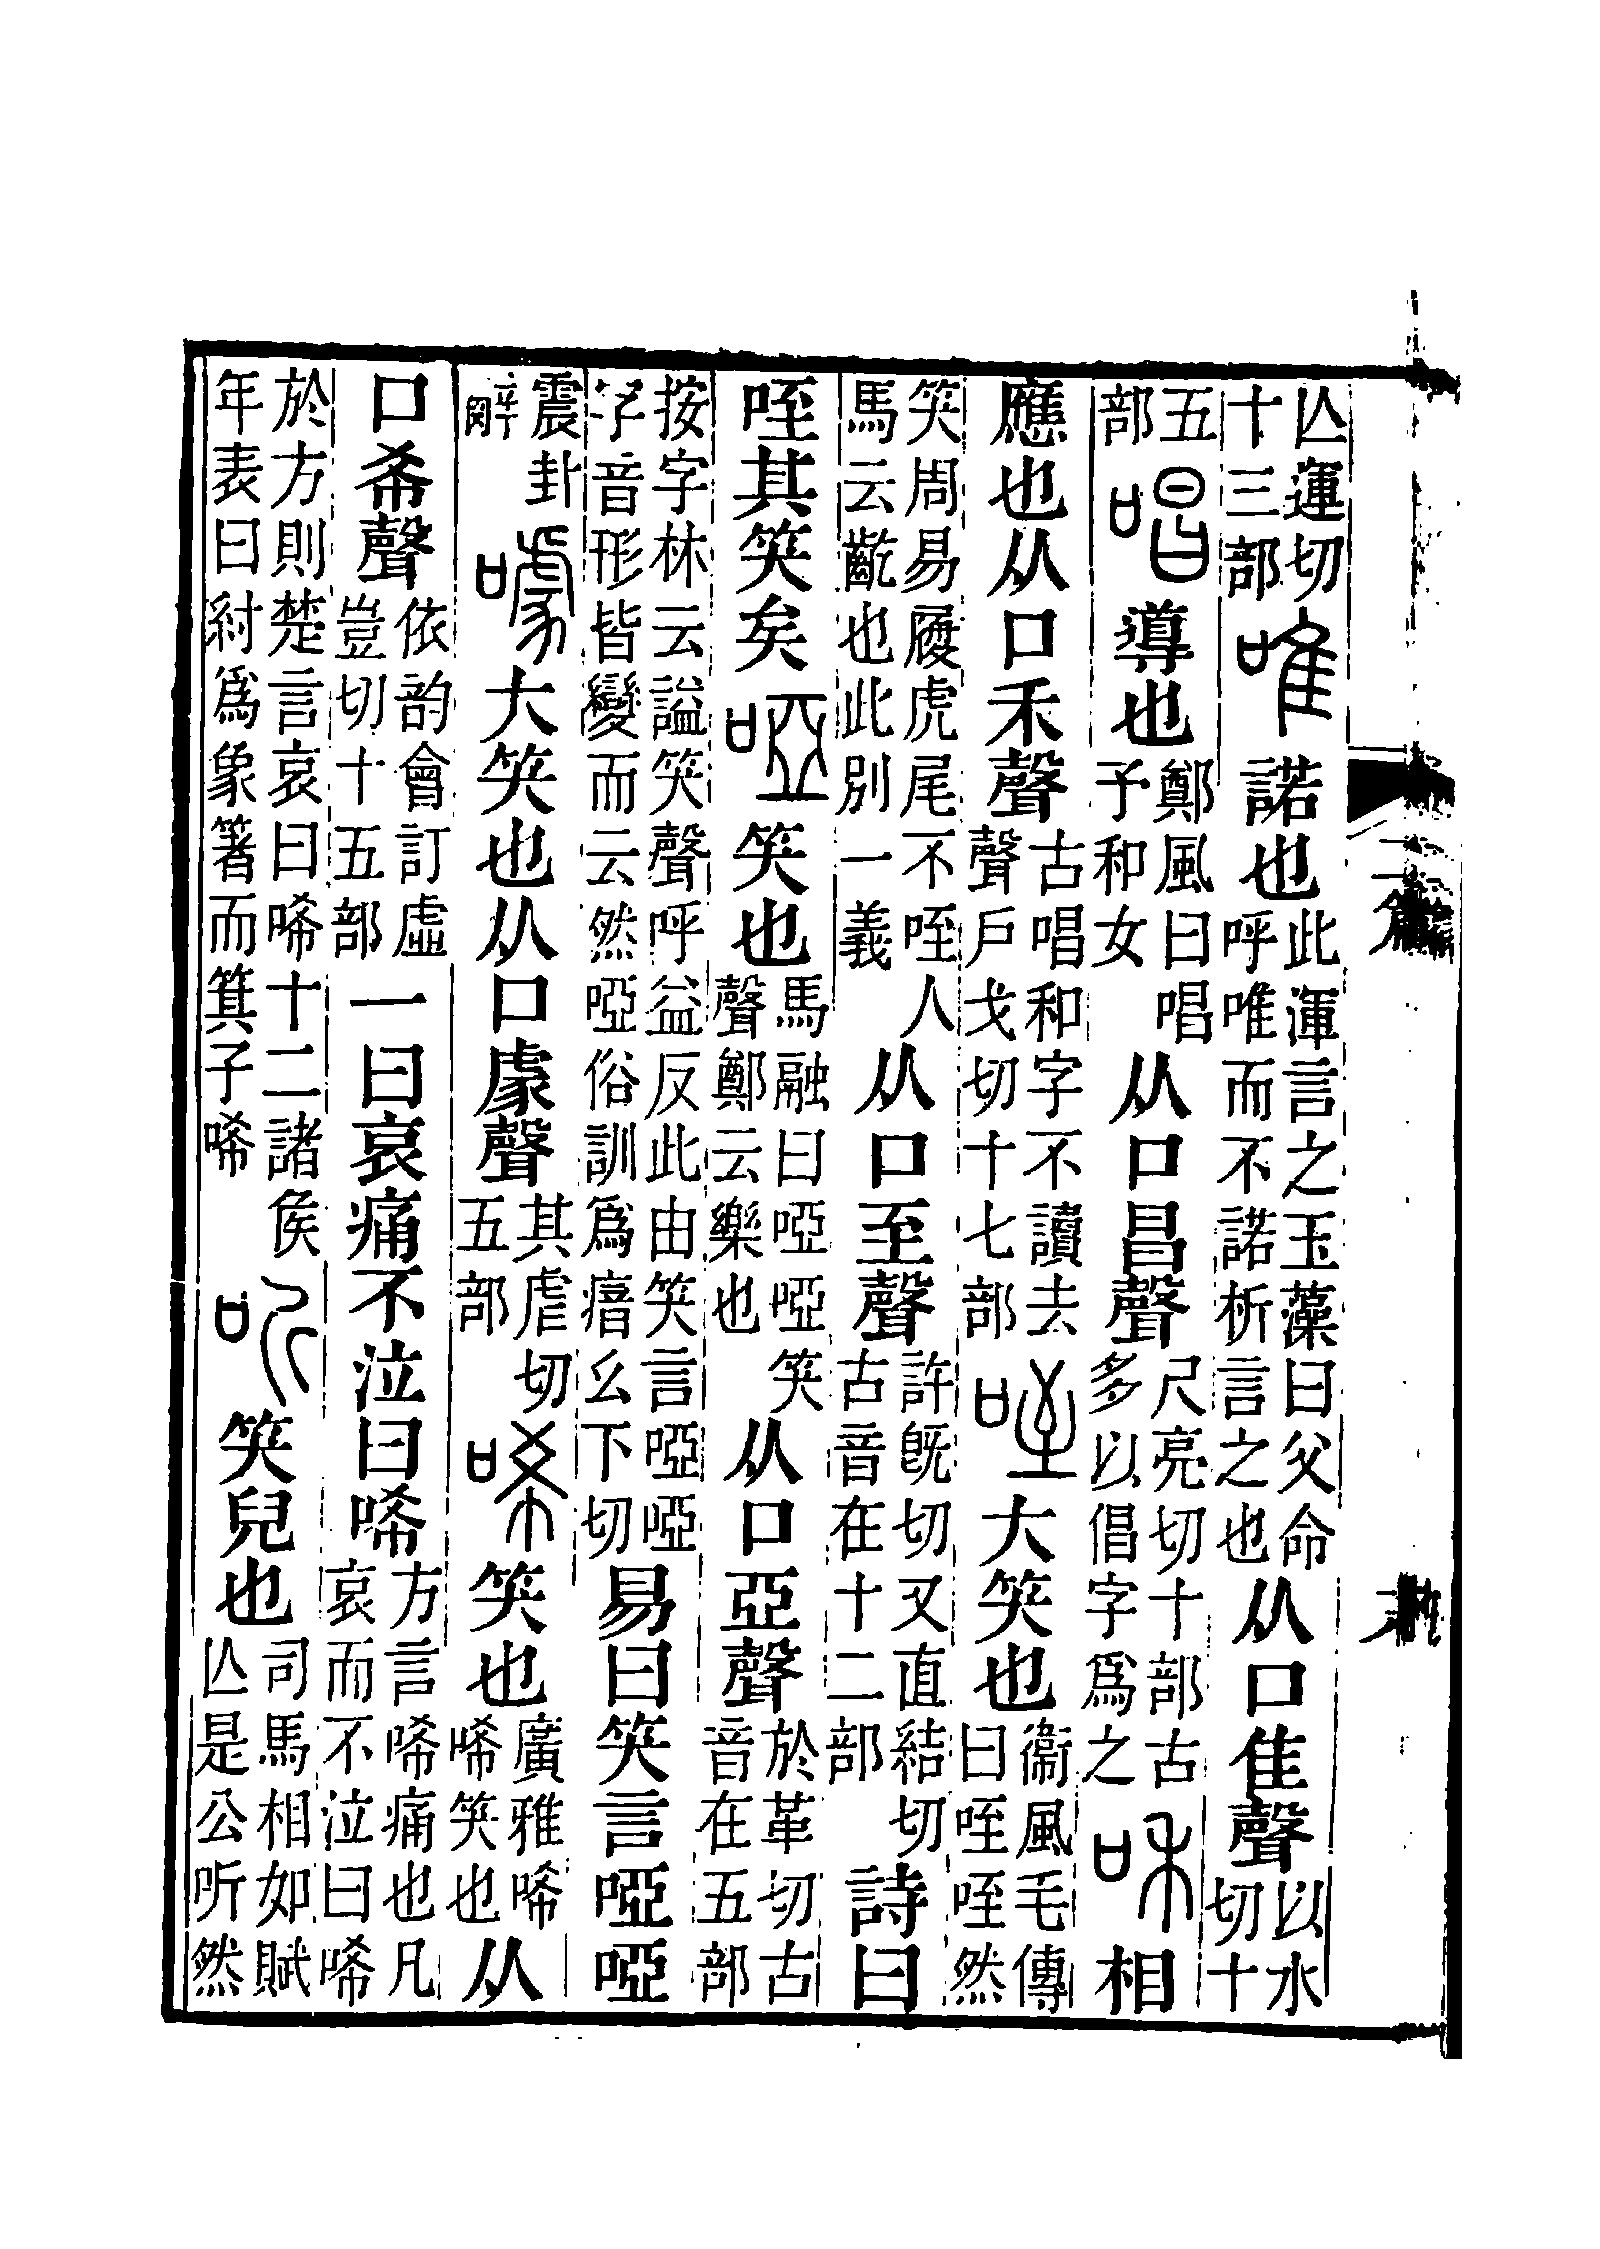 亾運切十三部唯諾也此渾言之玉藻曰父命呼唯而不諾析言之也从口隹聲以水切十
五部唱導也鄭風曰唱予和女从口昌聲尺亮切十部古多以倡字爲之和相
應也从口禾聲古唱和字不讀去聲戶戈切十七部咥大笑也衞風毛傳曰咥咥然
笑周易履虎尾不咥人馬云齕也此別一義从口至聲許旣切又直結切古音在十二部詩曰
咥其笑矣啞笑也馬融曰啞啞笑聲鄭云樂也从口亞聲於革切古音在五部
按字林云謚笑聲呼益反此由笑言啞啞字音形皆變而云然啞俗訓爲瘖幺下切易曰笑言啞啞
震卦辭噱大笑也从口豦聲其虐切五部唏笑也廣雅唏唏笑也从
口希聲依韵會訂虛豈切十五部一曰哀痛不泣曰唏方言唏痛也凡哀而不泣曰唏
於方則楚言哀曰唏十二諸矦年表曰紂爲象箸而箕子唏听笑皃也司馬相如賦亾是公听然